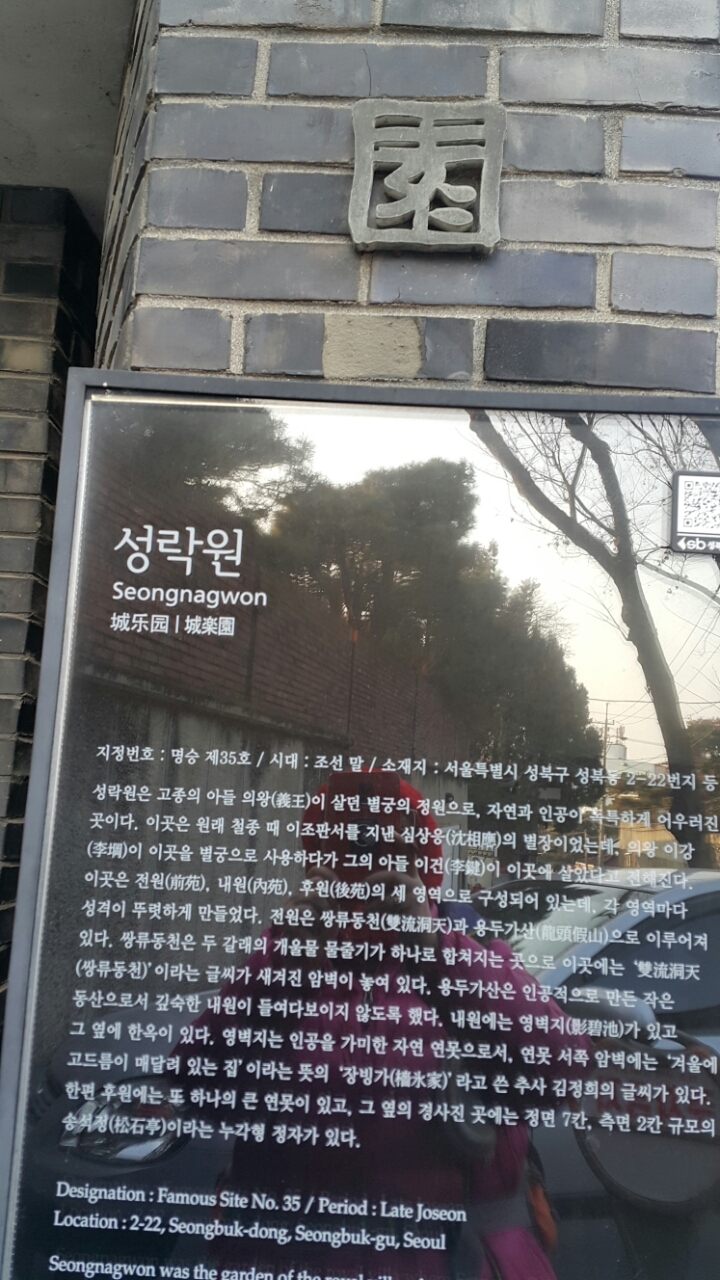 園
성락원
Seongnagwon
城乐园 | 城楽園
지정번호 : 명승 제35호 / 시대 : 조선 말 / 소재지 : 서울특별시 성북구 성북동 2-22번지 등
성락원은 고종의 아들 의왕(義王)이 살던 별궁의 정원으로, 자연과 인공이 독특하게 어우러진
곳이다. 이곳은 원래 철종 때 이조판서를 지낸 심상응(沈相應)의 별장이었는데, 의왕 이강
(李堈)이 이곳을 별궁으로 사용하다가 그의 아들 이건(李鍵)이 이곳에 살았다고 전해진다.
이곳은 전원(前苑), 내원(內苑), 후원(後苑)의 세 영역으로 구성되어 있는데, 각 영역마다
성격이 뚜렷하게 만들었다. 전원은 쌍류동천(雙流洞天)과 용두가산(龍頭假山)으로 이루어져
있다. 쌍류동천은 두 갈래의 개울물 물줄기가 하나로 합쳐지는 곳으로 이곳에는 ‘雙流洞天
(쌍류동천)’이라는 글씨가 새겨진 암벽이 놓여 있다. 용두가산은 인공적으로 만든 작은
동산으로서 깊숙한 내원이 들여다보이지 않도록 했다. 내원에는 영벽지(影碧池)가 있고
그 옆에 한옥이 있다. 영벽지는 인공을 가미한 자연 연못으로서, 연못 서쪽 암벽에는 ‘겨울에
고드름이 매달려 있는 집’이라는 뜻의 ‘장빙가(檣氷家)’라고 쓴 추사 김정희의 글씨가 있다.
한편 후원에는 또 하나의 큰 연못이 있고, 그 옆의 경사진 곳에는 정면 7칸, 측면 2칸 규모의
송석정(松石亭)이라는 누각형 정자가 있다.
Designation : Famous Site No. 35 / Period : Late Joseon
Location : 2-22, Seongbuk-dong, Seongbuk-gu, Seoul
Seongnagwon was the garden of the royal